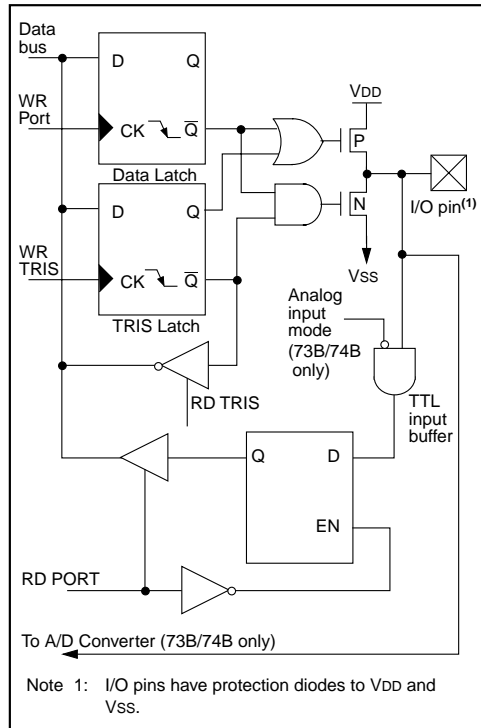 Data
bus
D Q
VDD
WR
Port
CK Q
P
Data Latch
I/O pin(1)
D Q
N
WR
TRIS
CK Q
VSS
TRIS Latch
Analog
input
mode
(73B/74B
only)
RD TRIS
TTL
input
buffer
Q D
EN
RD PORT
To A/D Converter (73B/74B only)
Note 1: I/O pins have protection diodes to VDD and
VSS.